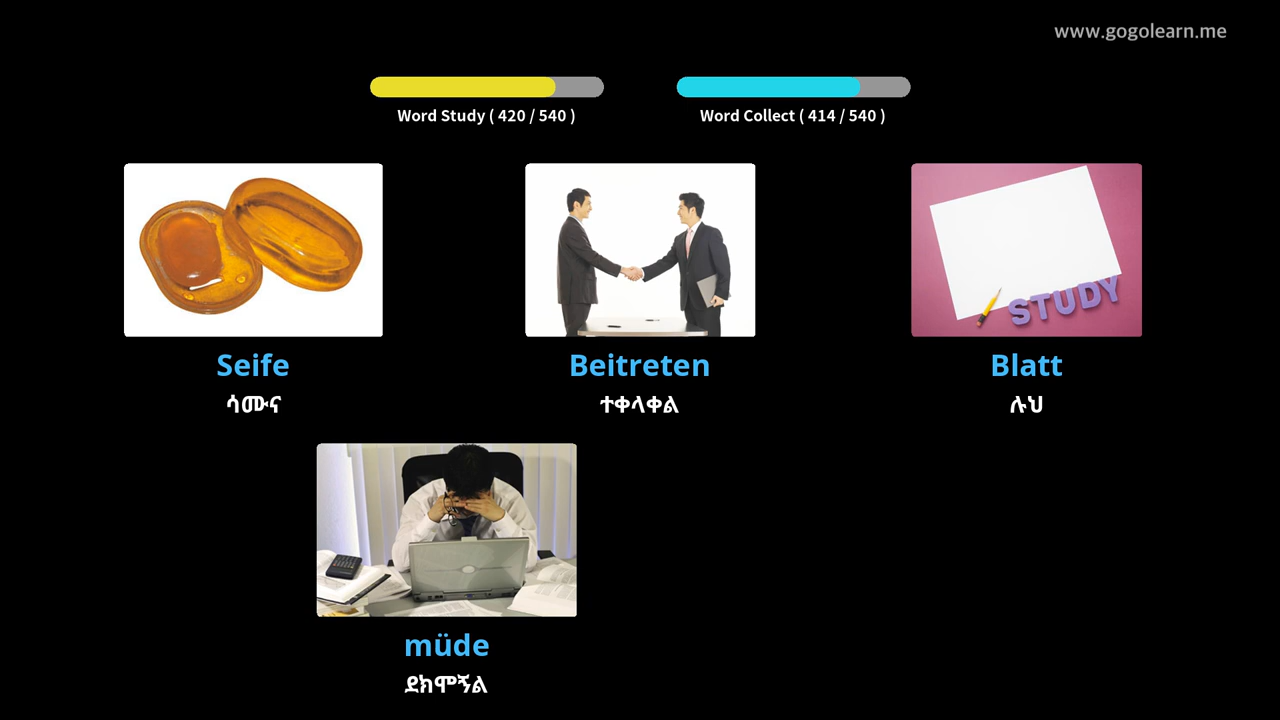 www.gogolearn.me
Word Study ( 420 / 540 )
Word Collect ( 414 / 540 )
STUDY
Seife
ሳሙና
Beitreten
ተቀላቀል
Blatt
ሉህ
müde
ደክሞኝል